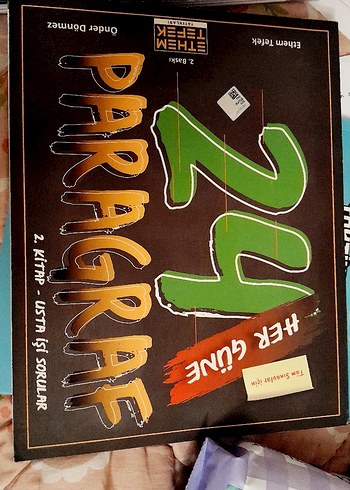 Önder Dönmez
ETHEM
TEFEK
YAYINLARI
2. Baskı
Ethem Tefek
HER GÜNE
24
PARAGRAF
2. KİTAP - USTA İŞİ SORULAR
Tüm Sınavlar için